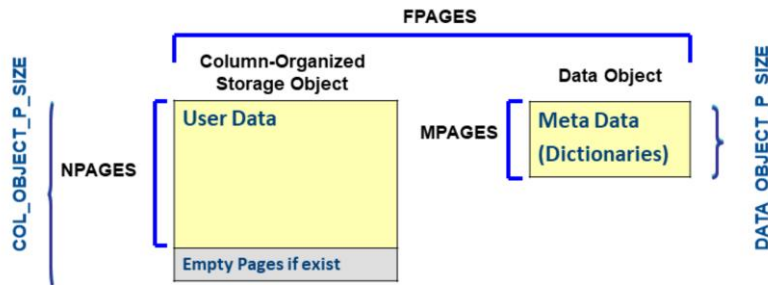 FPAGES
COL_OBJECT_P_SIZE
Column-Organized
Storage Object
Data Object
DATA_OBJECT_P_SIZE
NPAGES
User Data
MPAGES
Meta Data
(Dictionaries)
Empty Pages if exist